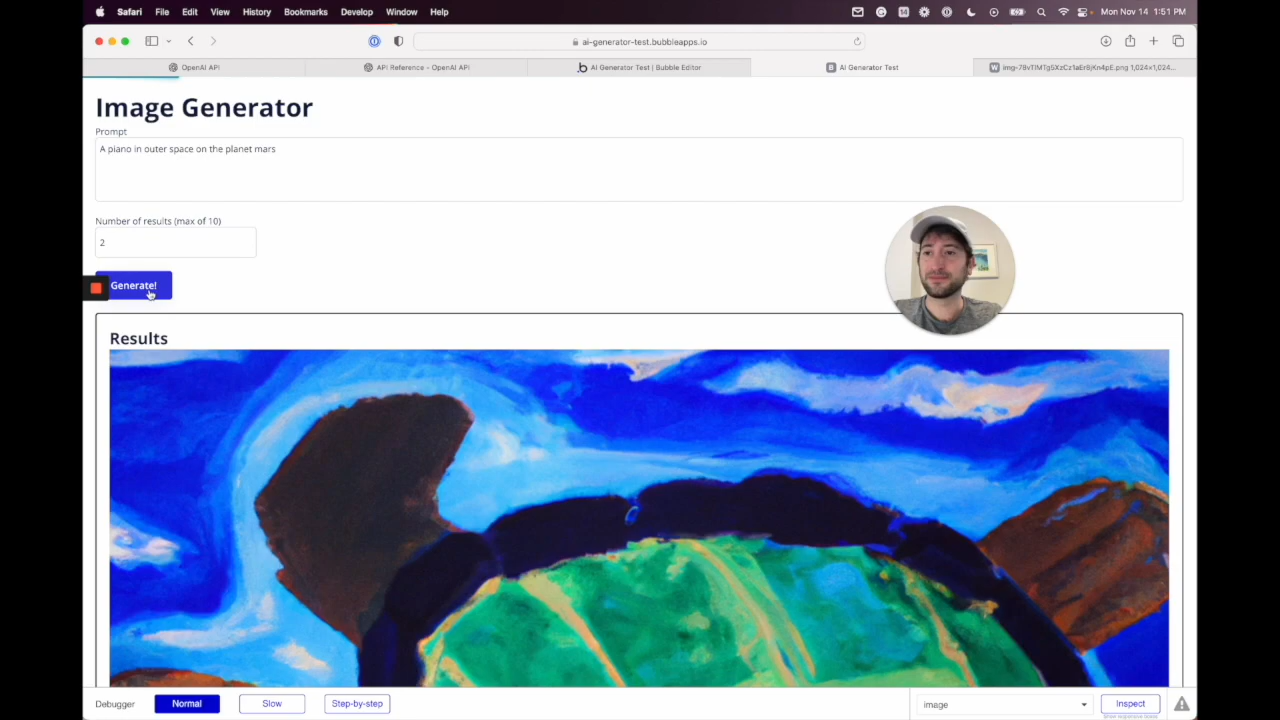 Safari File Edit View History Bookmarks Develop Window Help 14 Mon Nov 14 1:51 PM
ai-generator-test.bubbleapps.io
OpenAI API API Reference - OpenAI API AI Generator Test | Bubble Editor AI Generator Test
Image Generator
Prompt
A piano in outer space on the planet mars
Number of results (max of 10)
2
Generate!
Results
Debugger Normal Slow Step-by-step image Inspect